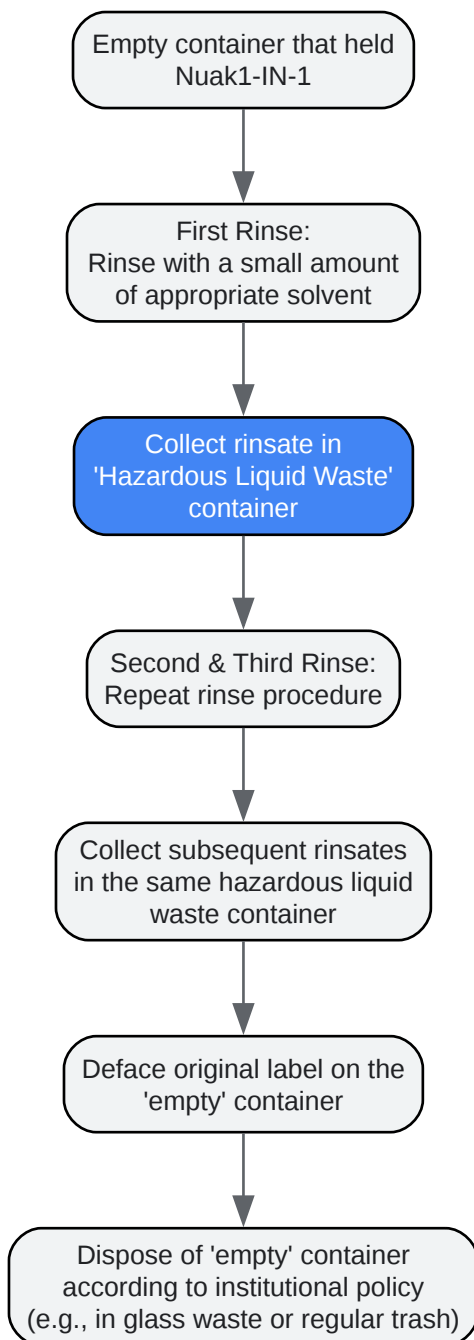 Empty container that held
Nuak1-IN-1
First Rinse:
Rinse with a small amount
of appropriate solvent
Collect rinsate in
'Hazardous Liquid Waste'
container
Second & Third Rinse:
Repeat rinse procedure
Collect subsequent rinsates
in the same hazardous liquid
waste container
Deface original label on the
'empty' container
Dispose of 'empty' container
according to institutional policy
(e.g., in glass waste or regular trash)